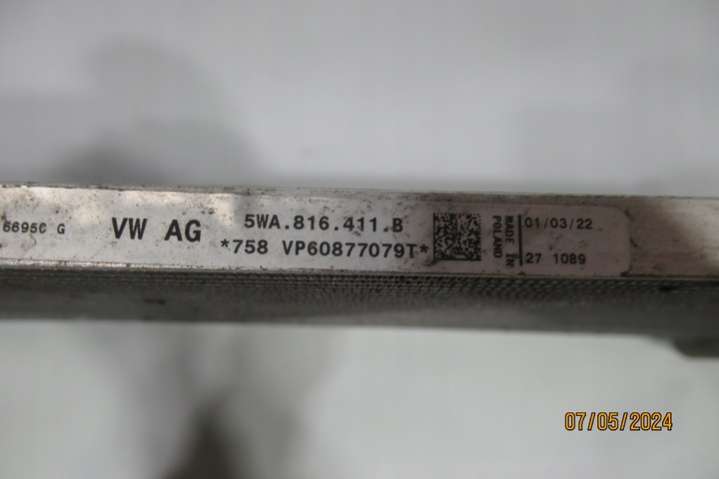 6695C G
VW AG
5WA.816.411.B
*758 VP60877079T*
MADE IN
POLAND
01/03/22
27 1089
07/05/2024